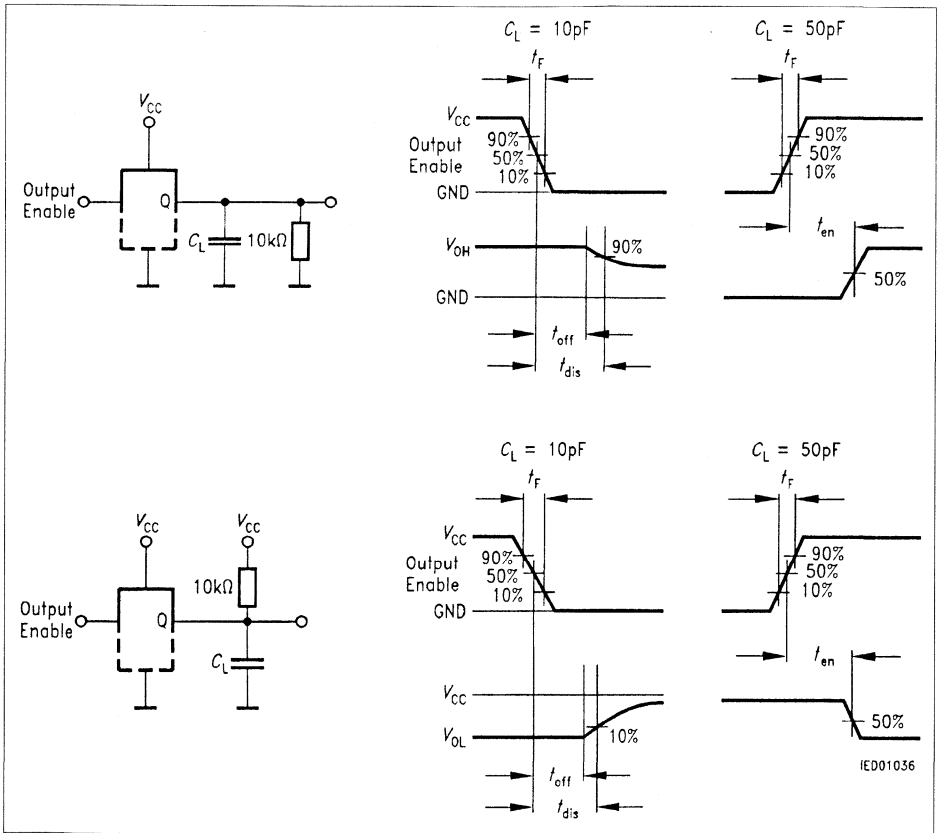 V_CC
Output
Enable
Q
C_L
10kΩ
C_L = 10pF
t_F
V_CC
90%
Output
50%
Enable
10%
GND
V_OH
90%
GND
t_off
t_dis
C_L = 50pF
t_F
90%
50%
10%
t_en
50%
V_CC
V_CC
10kΩ
Output
Enable
Q
C_L
C_L = 10pF
t_F
V_CC
90%
Output
50%
Enable
10%
GND
V_CC
V_OL
10%
t_off
t_dis
C_L = 50pF
t_F
90%
50%
10%
t_en
50%
IED01036